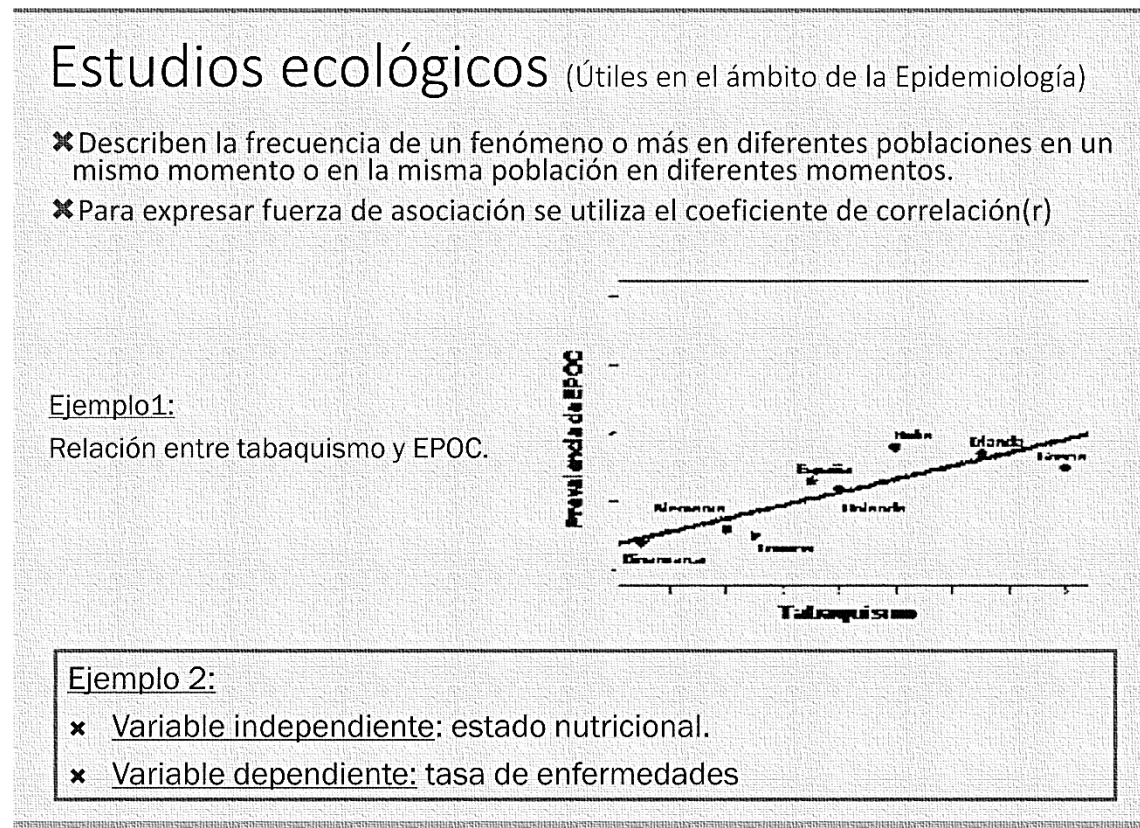 Estudios ecológicos (Útiles en el ámbito de la Epidemiología)
Describen la frecuencia de un fenómeno o más en diferentes poblaciones en un
mismo momento o en la misma población en diferentes momentos.
Para expresar fuerza de asociación se utiliza el coeficiente de correlación(r)
Ejemplo1:
Relación entre tabaquismo y EPOC.
Prevalencia de EPOC
Irlanda
España
Alemania
Holanda
Dinamarca
Tabaquismo
Ejemplo 2:
Variable independiente: estado nutricional.
Variable dependiente: tasa de enfermedades